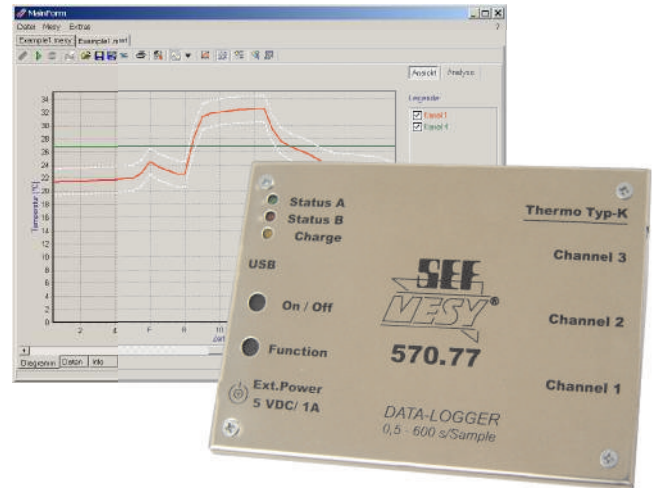 MainForm
Datei Mesy Extras ?
Example1.mesy Example1.mwf
Ansicht Analyse
Legende
Kanal 1
Kanal 4
Temperatur [°C]
34
32
30
28
26
24
22
20
18
16
14
12
10
8
6
4
2
0
2 4 6 8 10
Diagramm Daten Info
Status A
Status B
Charge
USB
On / Off
Function
Ext.Power
5 VDC/ 1A
SEF
MESY®
570.77
DATA-LOGGER
0,5 - 600 s/Sample
Thermo Typ-K
Channel 3
Channel 2
Channel 1